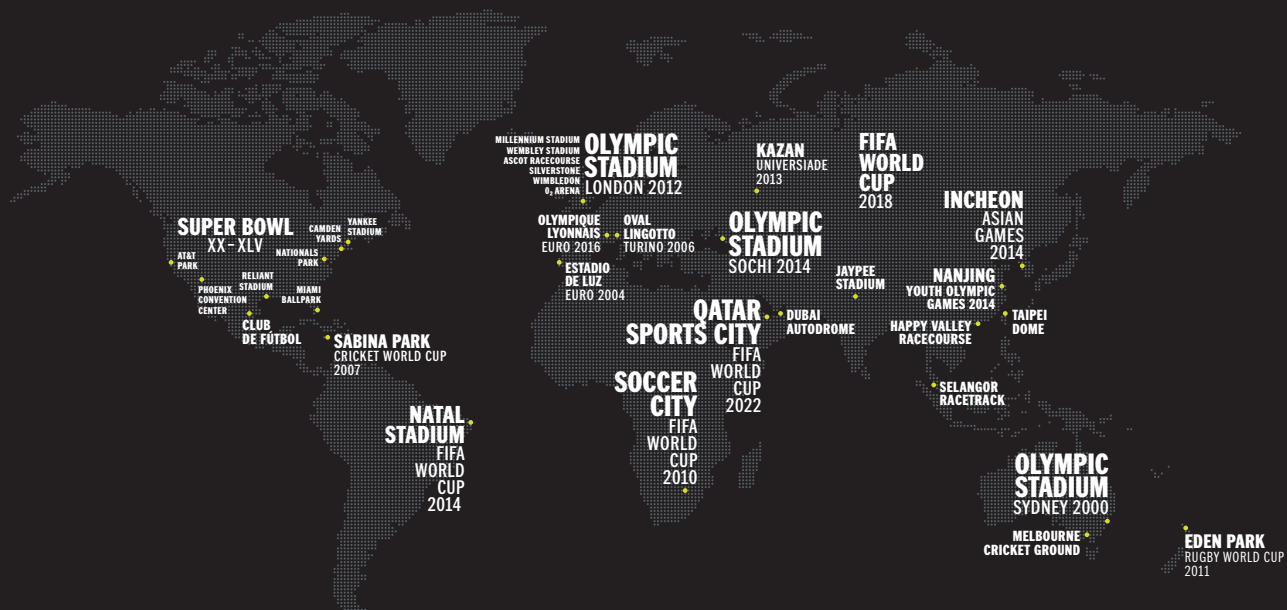 MILLENNIUM STADIUM
WEMBLEY STADIUM
ASCOT RACECOURSE
SILVERSTONE
WIMBLEDON
O2 ARENA
OLYMPIC
STADIUM
LONDON 2012
KAZAN
UNIVERSIADE
2013
FIFA
WORLD
CUP
2018
INCHEON
ASIAN
GAMES
2014
SUPER BOWL
XX–XLV
CAMDEN
YARDS
YANKEE
STADIUM
NATIONALS
PARK
AT&T
PARK
RELIANT
STADIUM
PHOENIX
CONVENTION
CENTER
MIAMI
BALLPARK
CLUB
DE FÚTBOL
SABINA PARK
CRICKET WORLD CUP
2007
OLYMPIQUE
LYONNAIS
EURO 2016
OVAL
LINGOTTO
TURINO 2006
ESTADIO
DE LUZ
EURO 2004
OLYMPIC
STADIUM
SOCHI 2014
JAYPEE
STADIUM
NANJING
YOUTH OLYMPIC
GAMES 2014
QATAR
SPORTS CITY
FIFA
WORLD
CUP
2022
DUBAI
AUTODROME
HAPPY VALLEY
RACECOURSE
TAIPEI
DOME
SOCCER
CITY
FIFA
WORLD
CUP
2010
SELANGOR
RACETRACK
NATAL
STADIUM
FIFA
WORLD
CUP
2014
OLYMPIC
STADIUM
SYDNEY 2000
MELBOURNE
CRICKET GROUND
EDEN PARK
RUGBY WORLD CUP
2011